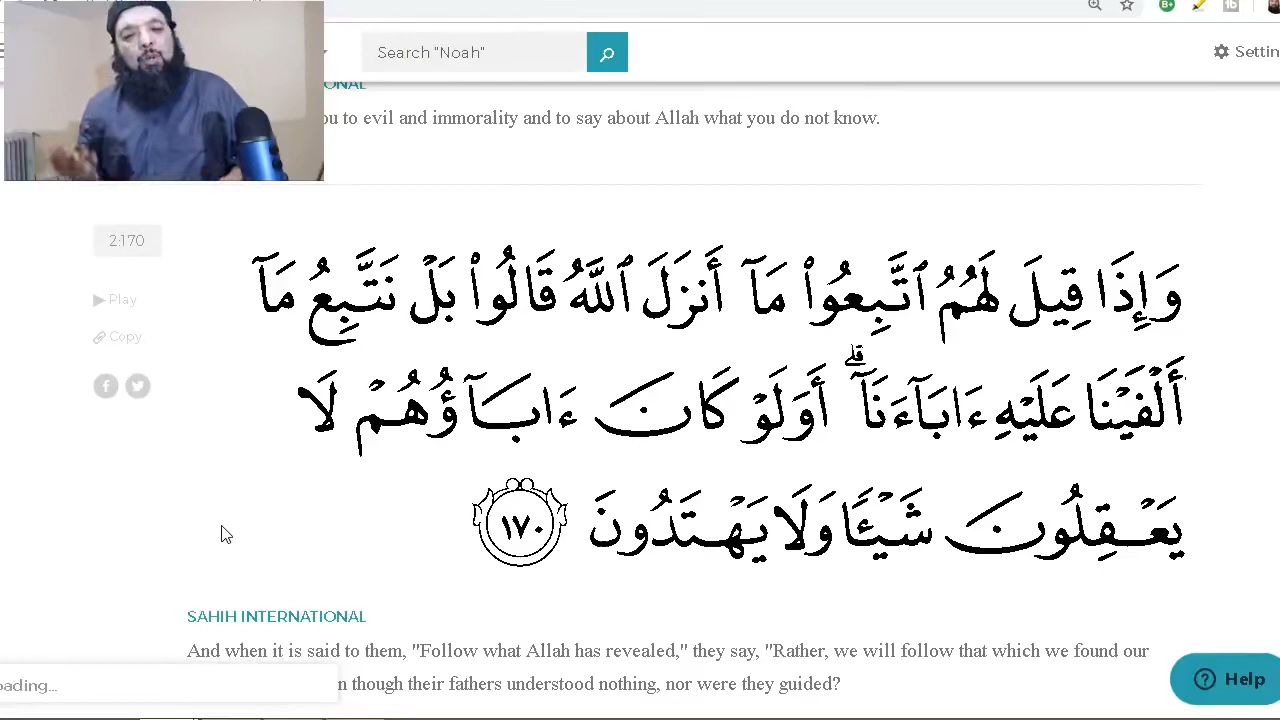 Search "Noah"
Settin
ONAL
to evil and immorality and to say about Allah what you do not know.
2:170
Play
Copy
وَإِذَا قِيلَ لَهُمُ ٱتَّبِعُوا۟ مَآ أَنزَلَ ٱللَّهُ قَالُوا۟ بَلْ نَتَّبِعُ مَآ
أَلْفَيْنَا عَلَيْهِ ءَابَآءَنَآ ۗ أَوَلَوْ كَانَ ءَابَآؤُهُمْ لَا
يَعْقِلُونَ شَيْـًٔا وَلَا يَهْتَدُونَ ١٧٠
SAHIH INTERNATIONAL
And when it is said to them, "Follow what Allah has revealed," they say, "Rather, we will follow that which we found our
though their fathers understood nothing, nor were they guided?
oading...
Help